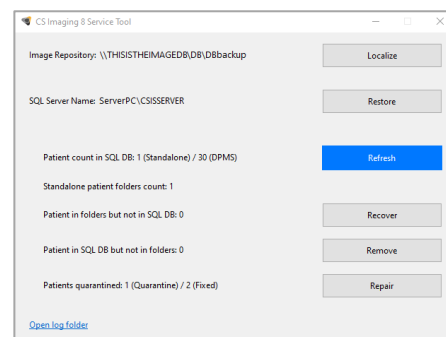 CS Imaging 8 Service Tool
Image Repository: \\THISISTHEIMAGEDB\DB\DBbackup
Localize
SQL Server Name: ServerPC\CSISSERVER
Restore
Patient count in SQL DB: 1 (Standalone) / 30 (DPMS)
Refresh
Standalone patient folders count: 1
Patient in folders but not in SQL DB: 0
Recover
Patient in SQL DB but not in folders: 0
Remove
Patients quarantined: 1 (Quarantine) / 2 (Fixed)
Repair
Open log folder